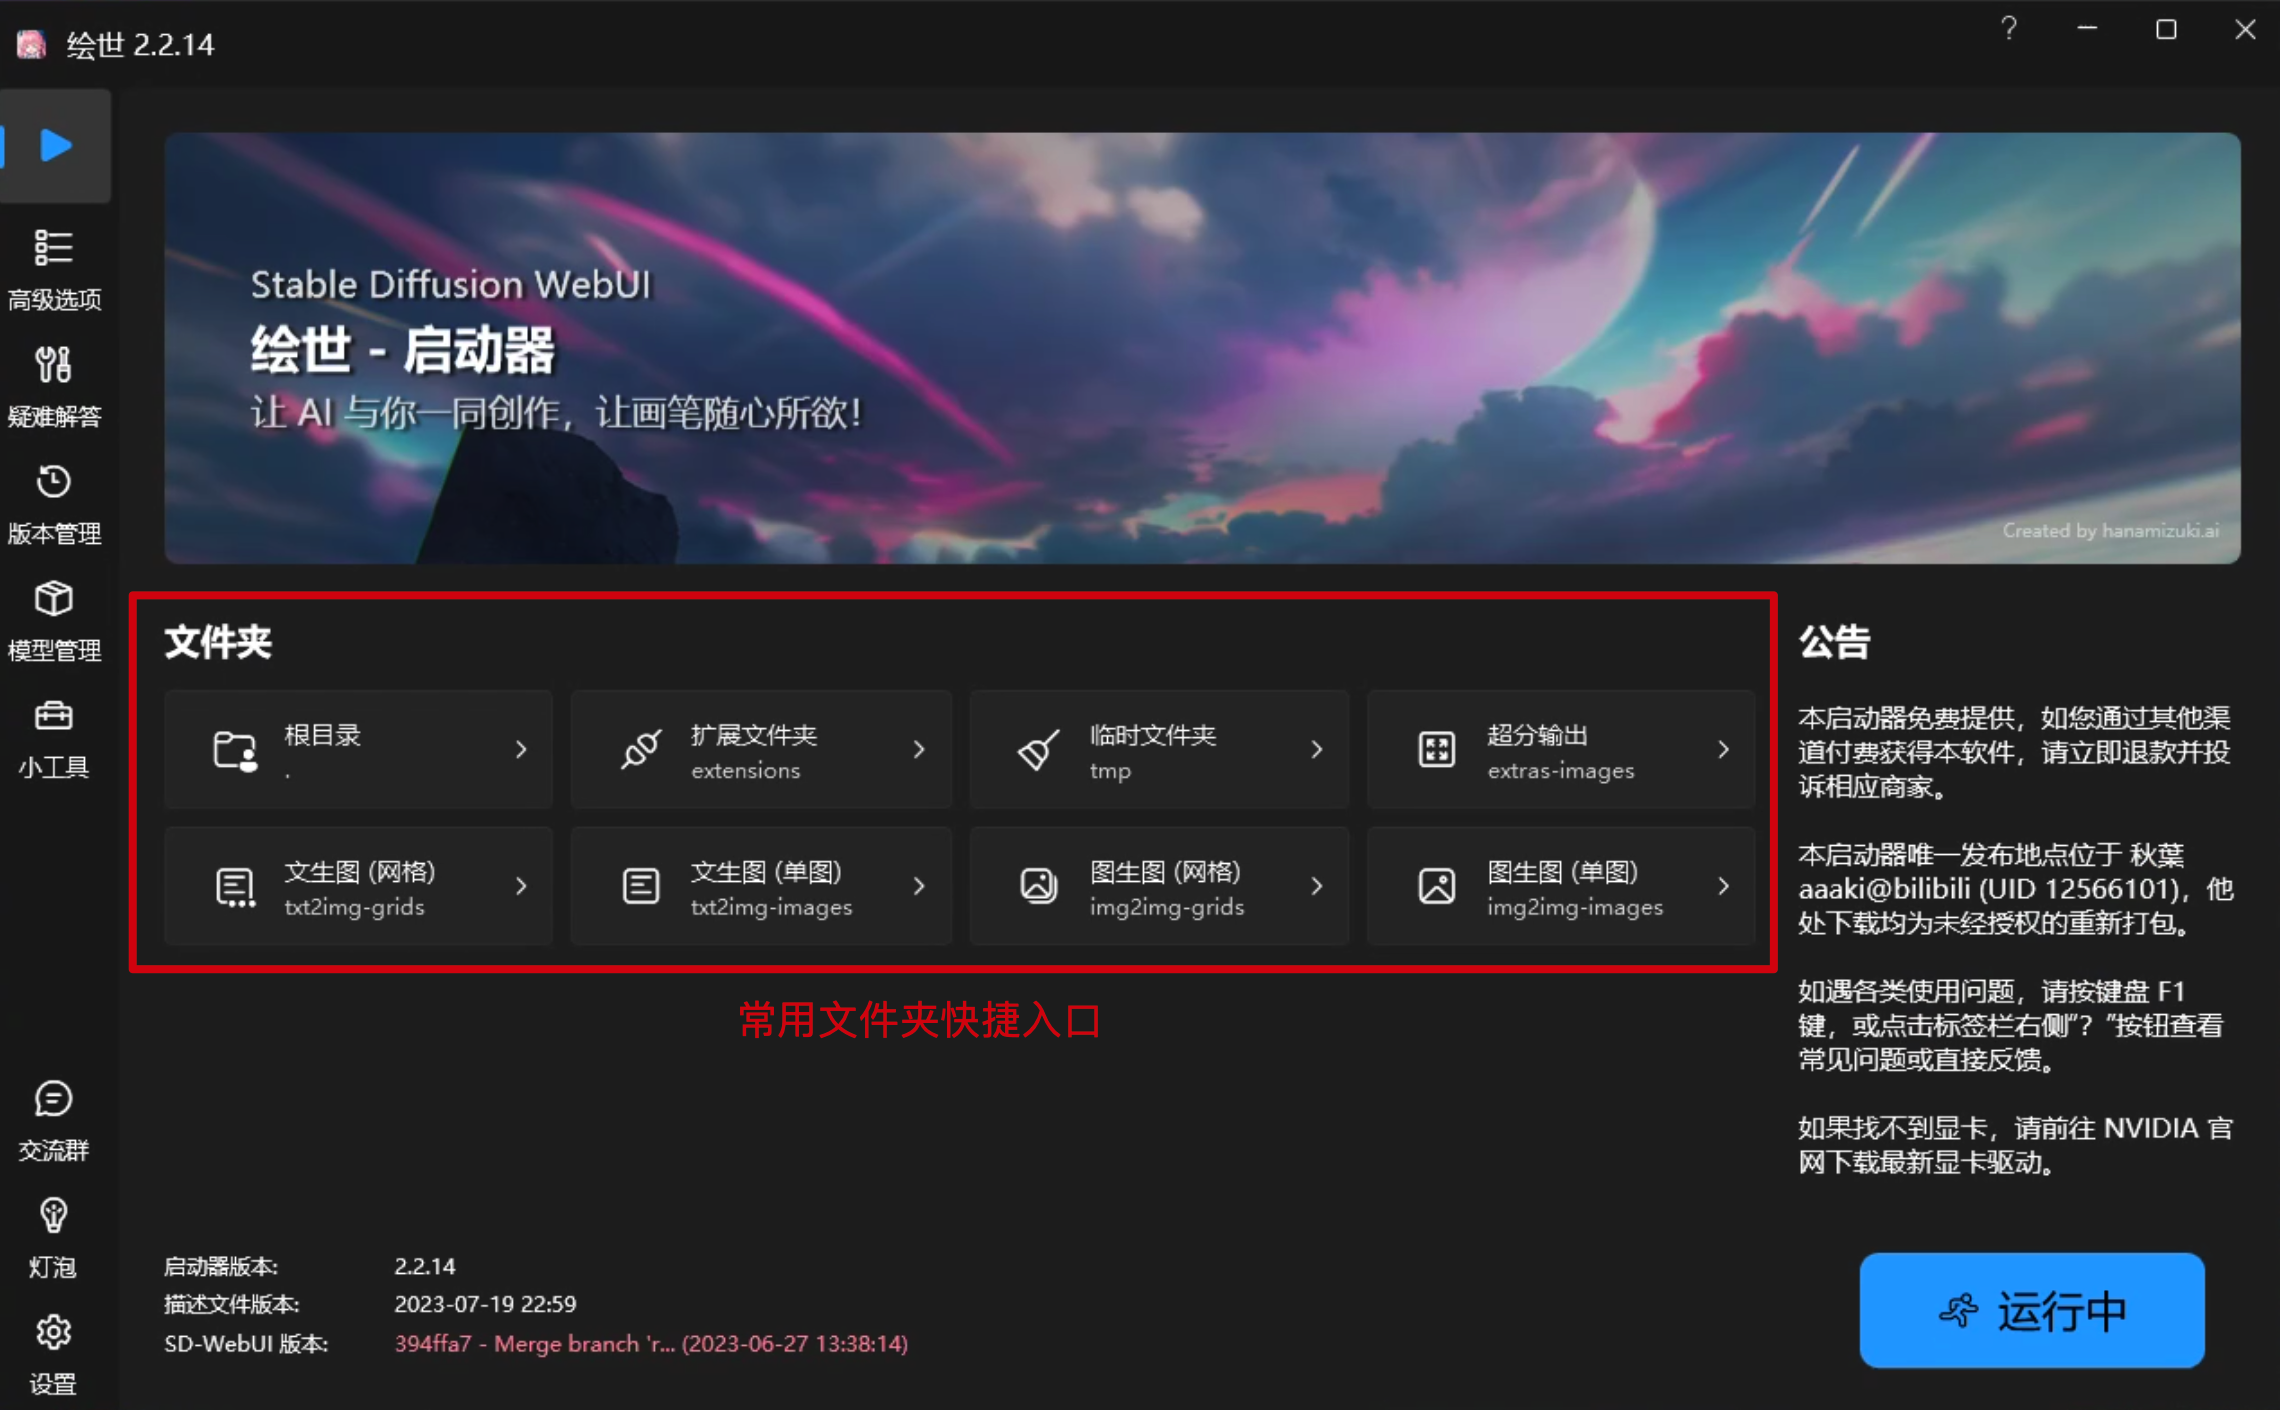 绘世 2.2.14
高级选项
疑难解答
版本管理
模型管理
小工具
交流群
灯泡
设置
Stable Diffusion WebUI
绘世 - 启动器
让 AI 与你一同创作，让画笔随心所欲！
Created by hanamizuki.ai
文件夹
根目录
.
扩展文件夹
extensions
临时文件夹
tmp
超分输出
extras-images
文生图 (网格)
txt2img-grids
文生图 (单图)
txt2img-images
图生图 (网格)
img2img-grids
图生图 (单图)
img2img-images
常用文件夹快捷入口
公告
本启动器免费提供，如您通过其他渠
道付费获得本软件，请立即退款并投
诉相应商家。
本启动器唯一发布地点位于 秋葉
aaaki@bilibili (UID 12566101)，他
处下载均为未经授权的重新打包。
如遇各类使用问题，请按键盘 F1
键，或点击标签栏右侧”？”按钮查看
常见问题或直接反馈。
如果找不到显卡，请前往 NVIDIA 官
网下载最新显卡驱动。
启动器版本: 2.2.14
描述文件版本: 2023-07-19 22:59
SD-WebUI 版本: 394ffa7 - Merge branch 'r... (2023-06-27 13:38:14)
运行中